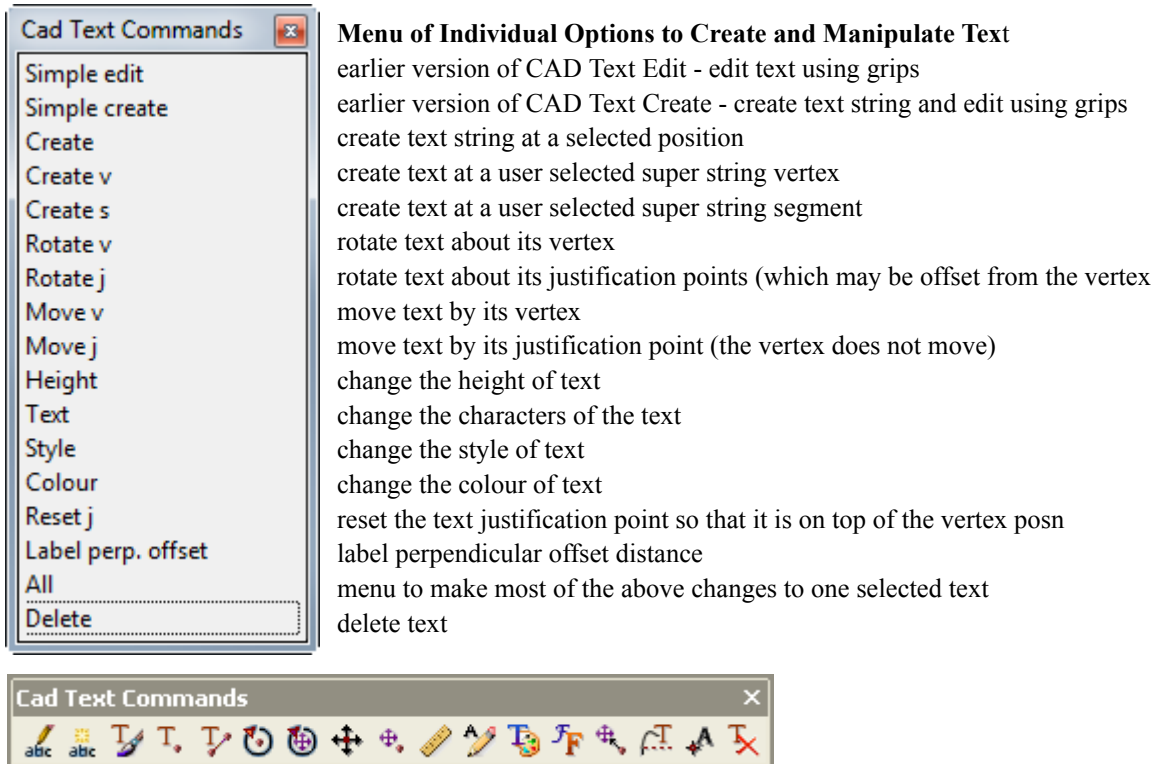 Cad Text Commands
Menu of Individual Options to Create and Manipulate Text
Simple edit earlier version of CAD Text Edit - edit text using grips
Simple create earlier version of CAD Text Create - create text string and edit using grips
Create create text string at a selected position
Create v create text at a user selected super string vertex
Create s create text at a user selected super string segment
Rotate v rotate text about its vertex
Rotate j rotate text about its justification points (which may be offset from the vertex
Move v move text by its vertex
Move j move text by its justification point (the vertex does not move)
Height change the height of text
Text change the characters of the text
Style change the style of text
Colour change the colour of text
Reset j reset the text justification point so that it is on top of the vertex posn
Label perp. offset label perpendicular offset distance
All menu to make most of the above changes to one selected text
Delete delete text
Cad Text Commands
abc abc T T T A T F F T A T